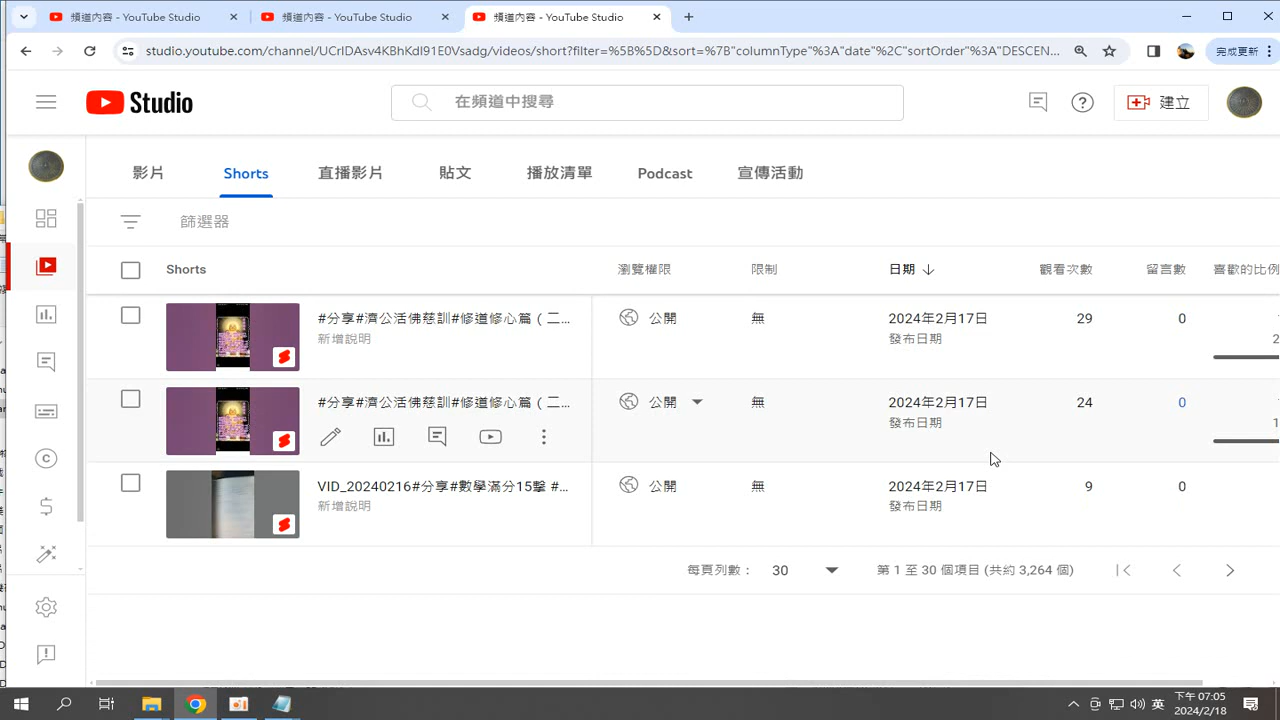 頻道內容 - YouTube Studio
頻道內容 - YouTube Studio
頻道內容 - YouTube Studio
studio.youtube.com/channel/UCrIDAsv4KBhKdI91E0Vsadg/videos/short?filter=%5B%5D&sort=%7B"columnType"%3A"date"%2C"sortOrder"%3A"DESCEN...
完成更新
Studio
在頻道中搜尋
建立
影片 Shorts 直播影片 貼文 播放清單 Podcast 宣傳活動
篩選器
Shorts 瀏覽權限 限制 日期 觀看次數 留言數 喜歡的比例
#分享#濟公活佛慈訓#修道修心篇 ( 二... 公開 無 2024年2月17日 29 0
新增說明 發布日期
#分享#濟公活佛慈訓#修道修心篇 ( 二... 公開 無 2024年2月17日 24 0
發布日期
VID_20240216#分享#數學滿分15擊 #... 公開 無 2024年2月17日 9 0
新增說明 發布日期
每頁列數： 30 第 1 至 30 個項目 (共約 3,264 個)
英
下午 07:05
2024/2/18